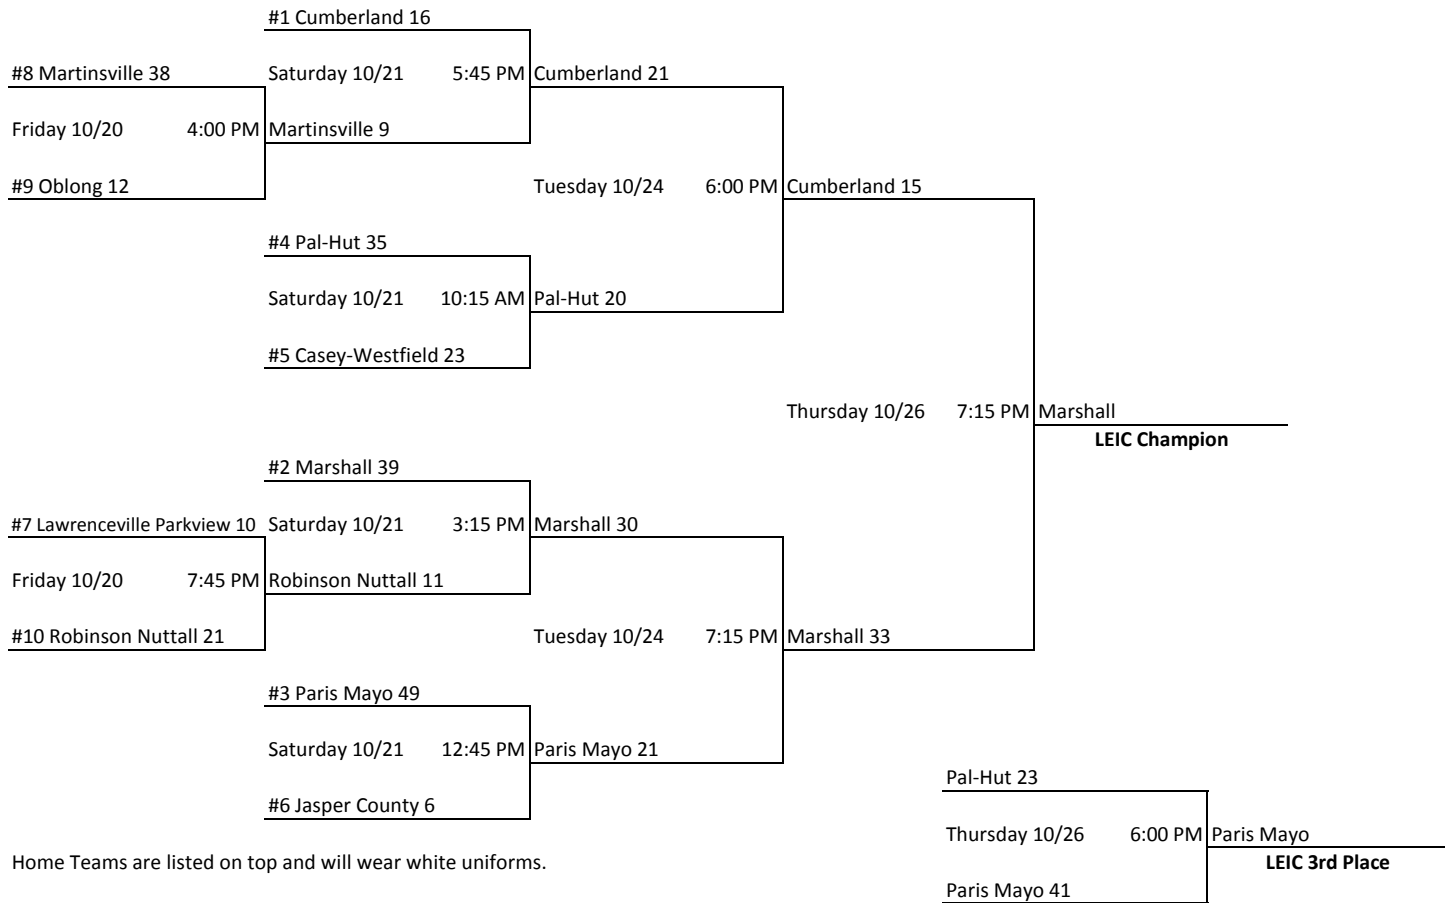 #1 Cumberland 16
#8 Martinsville 38 Saturday 10/21 5:45 PM Cumberland 21
Friday 10/20 4:00 PM Martinsville 9
#9 Oblong 12 Tuesday 10/24 6:00 PM Cumberland 15
#4 Pal-Hut 35
Saturday 10/21 10:15 AM Pal-Hut 20
#5 Casey-Westfield 23
Thursday 10/26 7:15 PM Marshall
LEIC Champion
#2 Marshall 39
#7 Lawrenceville Parkview 10 Saturday 10/21 3:15 PM Marshall 30
Friday 10/20 7:45 PM Robinson Nuttall 11
#10 Robinson Nuttall 21 Tuesday 10/24 7:15 PM Marshall 33
#3 Paris Mayo 49
Saturday 10/21 12:45 PM Paris Mayo 21
Pal-Hut 23
#6 Jasper County 6
Thursday 10/26 6:00 PM Paris Mayo
Home Teams are listed on top and will wear white uniforms. LEIC 3rd Place
Paris Mayo 41